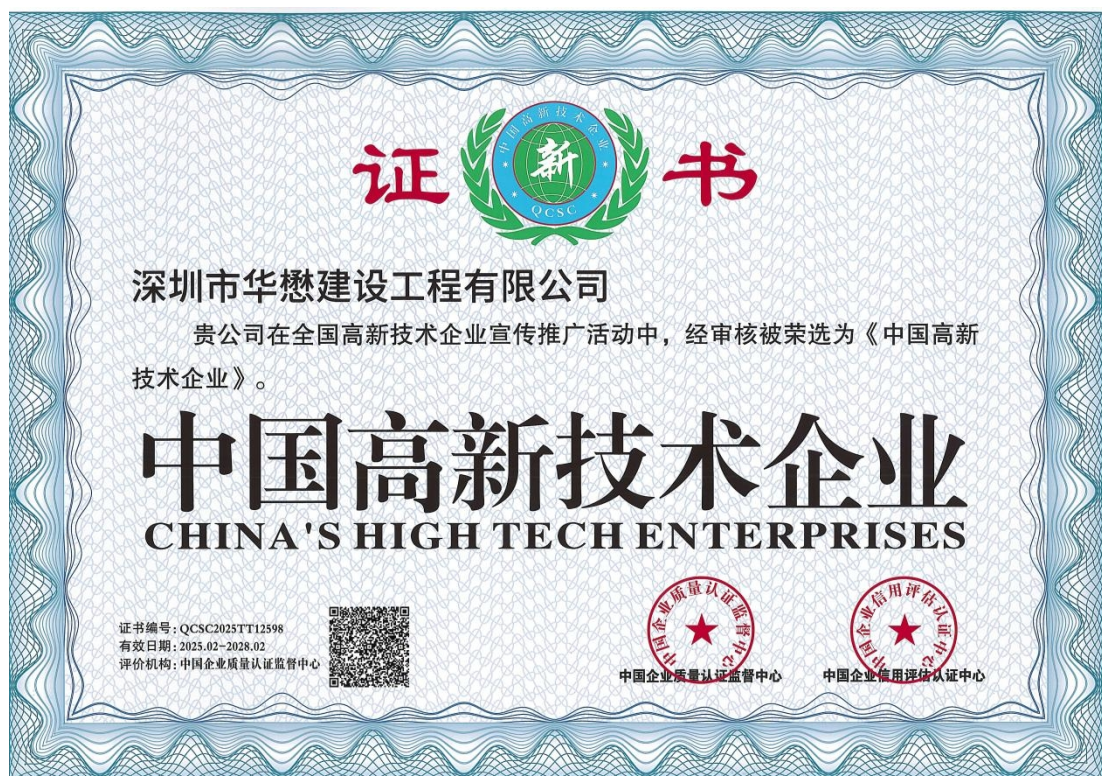 证 书
中国高新技术企业
新
QCSC
深圳市华懋建设工程有限公司
贵公司在全国高新技术企业宣传推广活动中，经审核被荣选为《中国高新
技术企业》。
中国高新技术企业
CHINA'S HIGH TECH ENTERPRISES
证书编号：QCSC2025TT12598
有效日期：2025.02-2028.02
评价机构：中国企业质量认证监督中心
中国企业质量认证监督中心
中国企业质量认证监督中心
中国企业信用评估认证中心
中国企业信用评估认证中心